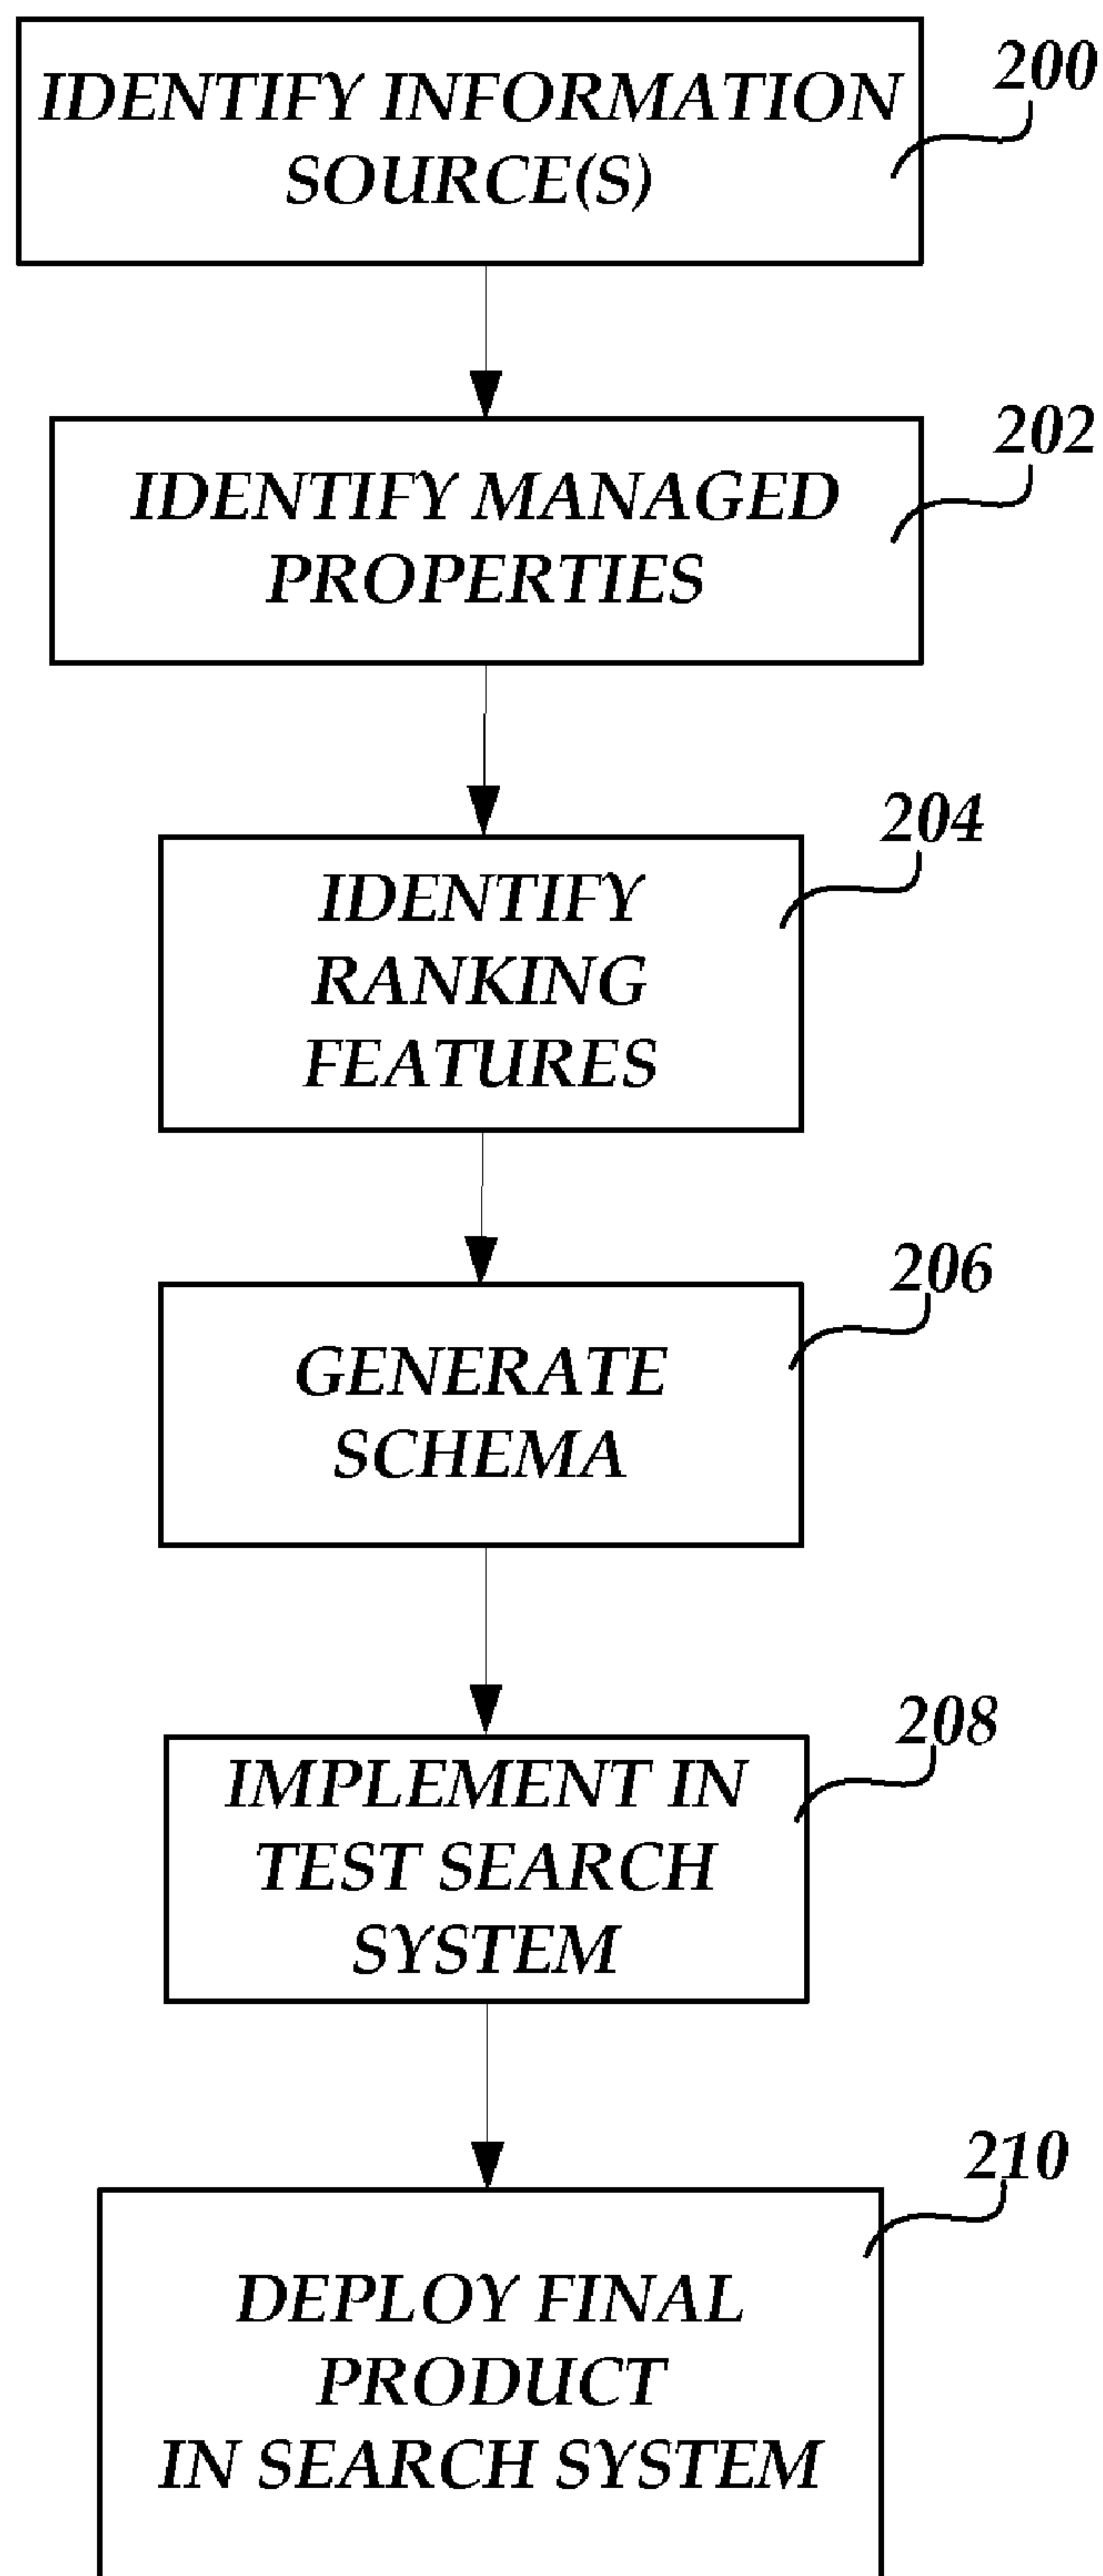 200
IDENTIFY INFORMATION
SOURCE(S)
202
IDENTIFY MANAGED
PROPERTIES
204
IDENTIFY
RANKING
FEATURES
206
GENERATE
SCHEMA
208
IMPLEMENT IN
TEST SEARCH
SYSTEM
210
DEPLOY FINAL
PRODUCT
IN SEARCH SYSTEM